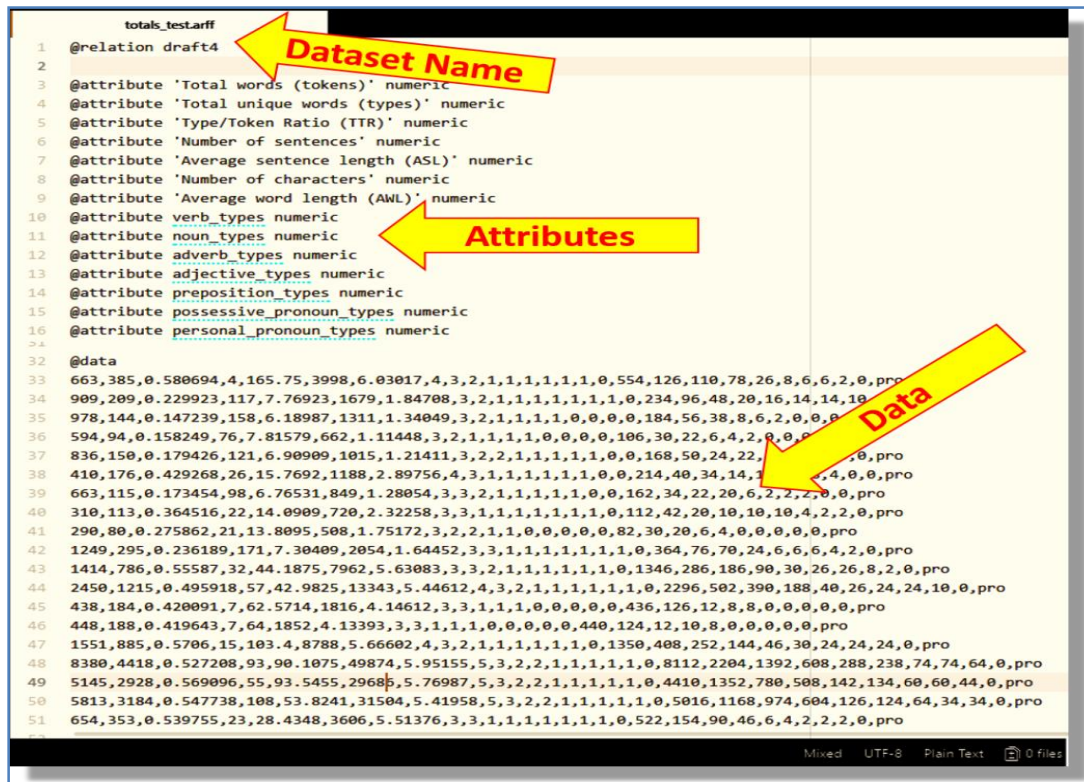 totals_test.arff
1 @relation draft4
Dataset Name
2
3 @attribute 'Total words (tokens)' numeric
4 @attribute 'Total unique words (types)' numeric
5 @attribute 'Type/Token Ratio (TTR)' numeric
6 @attribute 'Number of sentences' numeric
7 @attribute 'Average sentence length (ASL)' numeric
8 @attribute 'Number of characters' numeric
9 @attribute 'Average word length (AWL)' numeric
10 @attribute verb_types numeric
11 @attribute noun_types numeric
Attributes
12 @attribute adverb_types numeric
13 @attribute adjective_types numeric
14 @attribute preposition_types numeric
15 @attribute possessive_pronoun_types numeric
16 @attribute personal_pronoun_types numeric
32 @data
33 663,385,0.580694,4,165.75,3998,6.03017,4,3,2,1,1,1,1,1,0,554,126,110,78,26,8,6,6,2,0,pro
34 909,209,0.229923,117,7.76923,1679,1.84708,3,2,1,1,1,1,1,1,0,234,96,48,20,16,14,14,10
Data
35 978,144,0.147239,158,6.18987,1311,1.34049,3,2,1,1,1,1,0,0,0,0,184,56,38,8,6,2,0,0,0
36 594,94,0.158249,76,7.81579,662,1.11448,3,2,1,1,1,1,0,0,0,0,106,30,22,6,4,2,0,0,0
37 836,150,0.179426,121,6.90909,1015,1.21411,3,2,2,1,1,1,1,1,0,0,168,50,24,22, ,0,pro
38 410,176,0.429268,26,15.7692,1188,2.89756,4,3,1,1,1,1,1,1,0,0,214,40,34,14,1 4,0,0,pro
39 663,115,0.173454,98,6.76531,849,1.28054,3,3,2,1,1,1,1,1,0,0,162,34,22,20,6,2,2,2,0,0,pro
40 310,113,0.364516,22,14.0909,720,2.32258,3,3,1,1,1,1,1,1,1,0,112,42,20,10,10,10,4,2,2,0,pro
41 290,80,0.275862,21,13.8095,508,1.75172,3,2,2,1,1,0,0,0,0,0,82,30,20,6,4,0,0,0,0,0,pro
42 1249,295,0.236189,171,7.30409,2054,1.64452,3,3,1,1,1,1,1,1,1,0,364,76,70,24,6,6,6,4,2,0,pro
43 1414,786,0.55587,32,44.1875,7962,5.63083,3,3,2,1,1,1,1,1,1,0,1346,286,186,90,30,26,26,8,2,0,pro
44 2450,1215,0.495918,57,42.9825,13343,5.44612,4,3,2,1,1,1,1,1,1,0,2296,502,390,188,40,26,24,24,10,0,pro
45 438,184,0.420091,7,62.5714,1816,4.14612,3,3,1,1,1,0,0,0,0,0,436,126,12,8,8,0,0,0,0,0,pro
46 448,188,0.419643,7,64,1852,4.13393,3,3,1,1,1,0,0,0,0,0,440,124,12,10,8,0,0,0,0,0,pro
47 1551,885,0.5706,15,103.4,8788,5.66602,4,3,2,1,1,1,1,1,1,0,1350,408,252,144,46,30,24,24,24,0,pro
48 8380,4418,0.527208,93,90.1075,49874,5.95155,5,3,2,2,1,1,1,1,1,0,8112,2204,1392,608,288,238,74,74,64,0,pro
49 5145,2928,0.569096,55,93.5455,29686,5.76987,5,3,2,2,1,1,1,1,1,0,4410,1352,780,508,142,134,60,60,44,0,pro
50 5813,3184,0.547738,108,53.8241,31504,5.41958,5,3,2,2,1,1,1,1,1,0,5016,1168,974,604,126,124,64,34,34,0,pro
51 654,353,0.539755,23,28.4348,3606,5.51376,3,3,1,1,1,1,1,1,1,0,522,154,90,46,6,4,2,2,2,0,pro
Mixed UTF-8 Plain Text 0 files